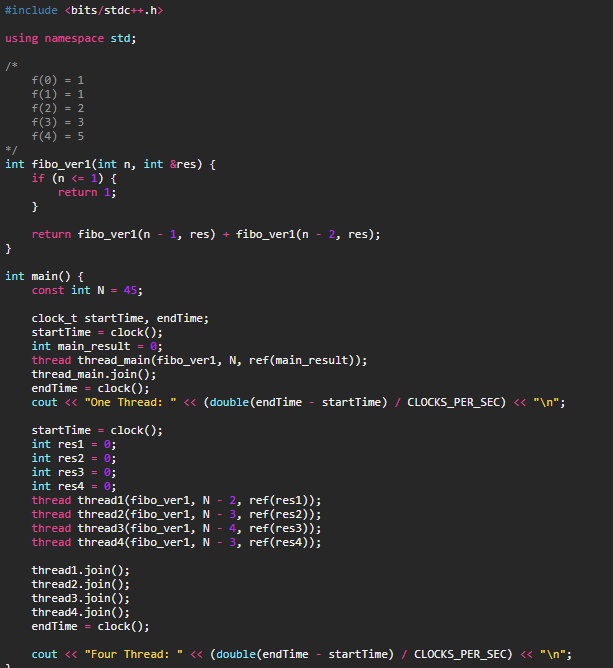 #include <bits/stdc++.h>
using namespace std;
/*
    f(0) = 1
    f(1) = 1
    f(2) = 2
    f(3) = 3
    f(4) = 5
*/
int fibo_ver1(int n, int &res) {
    if (n <= 1) {
        return 1;
    }
    return fibo_ver1(n - 1, res) + fibo_ver1(n - 2, res);
}
int main() {
    const int N = 45;
    clock_t startTime, endTime;
    startTime = clock();
    int main_result = 0;
    thread thread_main(fibo_ver1, N, ref(main_result));
    thread_main.join();
    endTime = clock();
    cout << "One Thread: " << (double(endTime - startTime) / CLOCKS_PER_SEC) << "\n";
    startTime = clock();
    int res1 = 0;
    int res2 = 0;
    int res3 = 0;
    int res4 = 0;
    thread thread1(fibo_ver1, N - 2, ref(res1));
    thread thread2(fibo_ver1, N - 3, ref(res2));
    thread thread3(fibo_ver1, N - 4, ref(res3));
    thread thread4(fibo_ver1, N - 3, ref(res4));
    thread1.join();
    thread2.join();
    thread3.join();
    thread4.join();
    endTime = clock();
    cout << "Four Thread: " << (double(endTime - startTime) / CLOCKS_PER_SEC) << "\n";
}